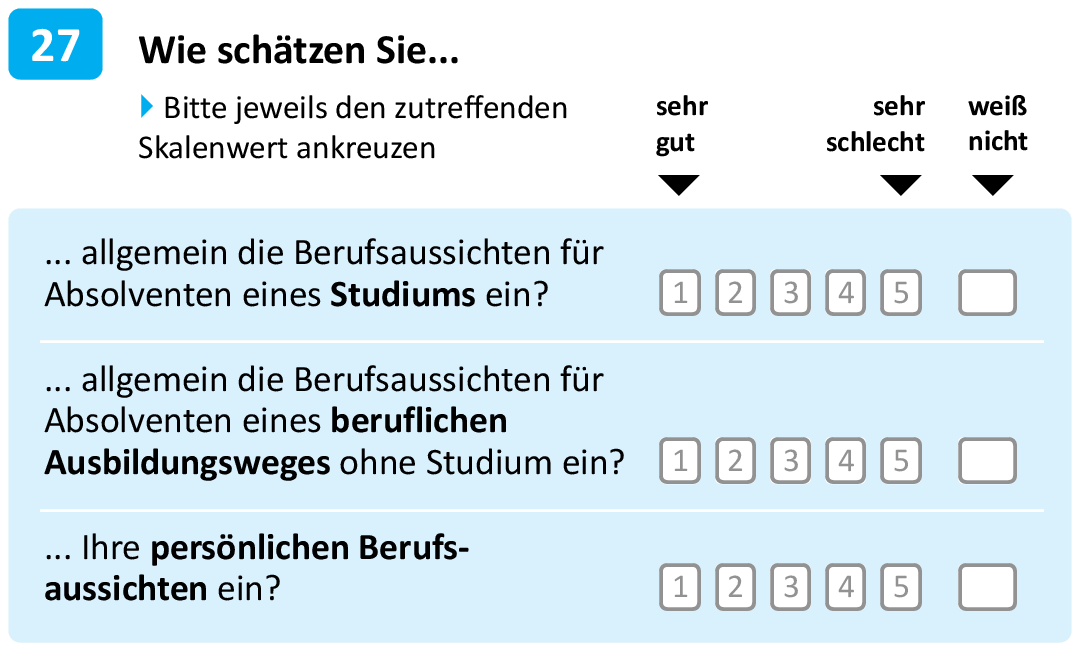 27
Wie schätzen Sie...
Bitte jeweils den zutreffenden
Skalenwert ankreuzen
sehr gut
sehr schlecht
weiß nicht
... allgemein die Berufsaussichten für
Absolventen eines Studiums ein?
1 2 3 4 5
... allgemein die Berufsaussichten für
Absolventen eines beruflichen
Ausbildungsweges ohne Studium ein?
1 2 3 4 5
... Ihre persönlichen Berufs-
aussichten ein?
1 2 3 4 5